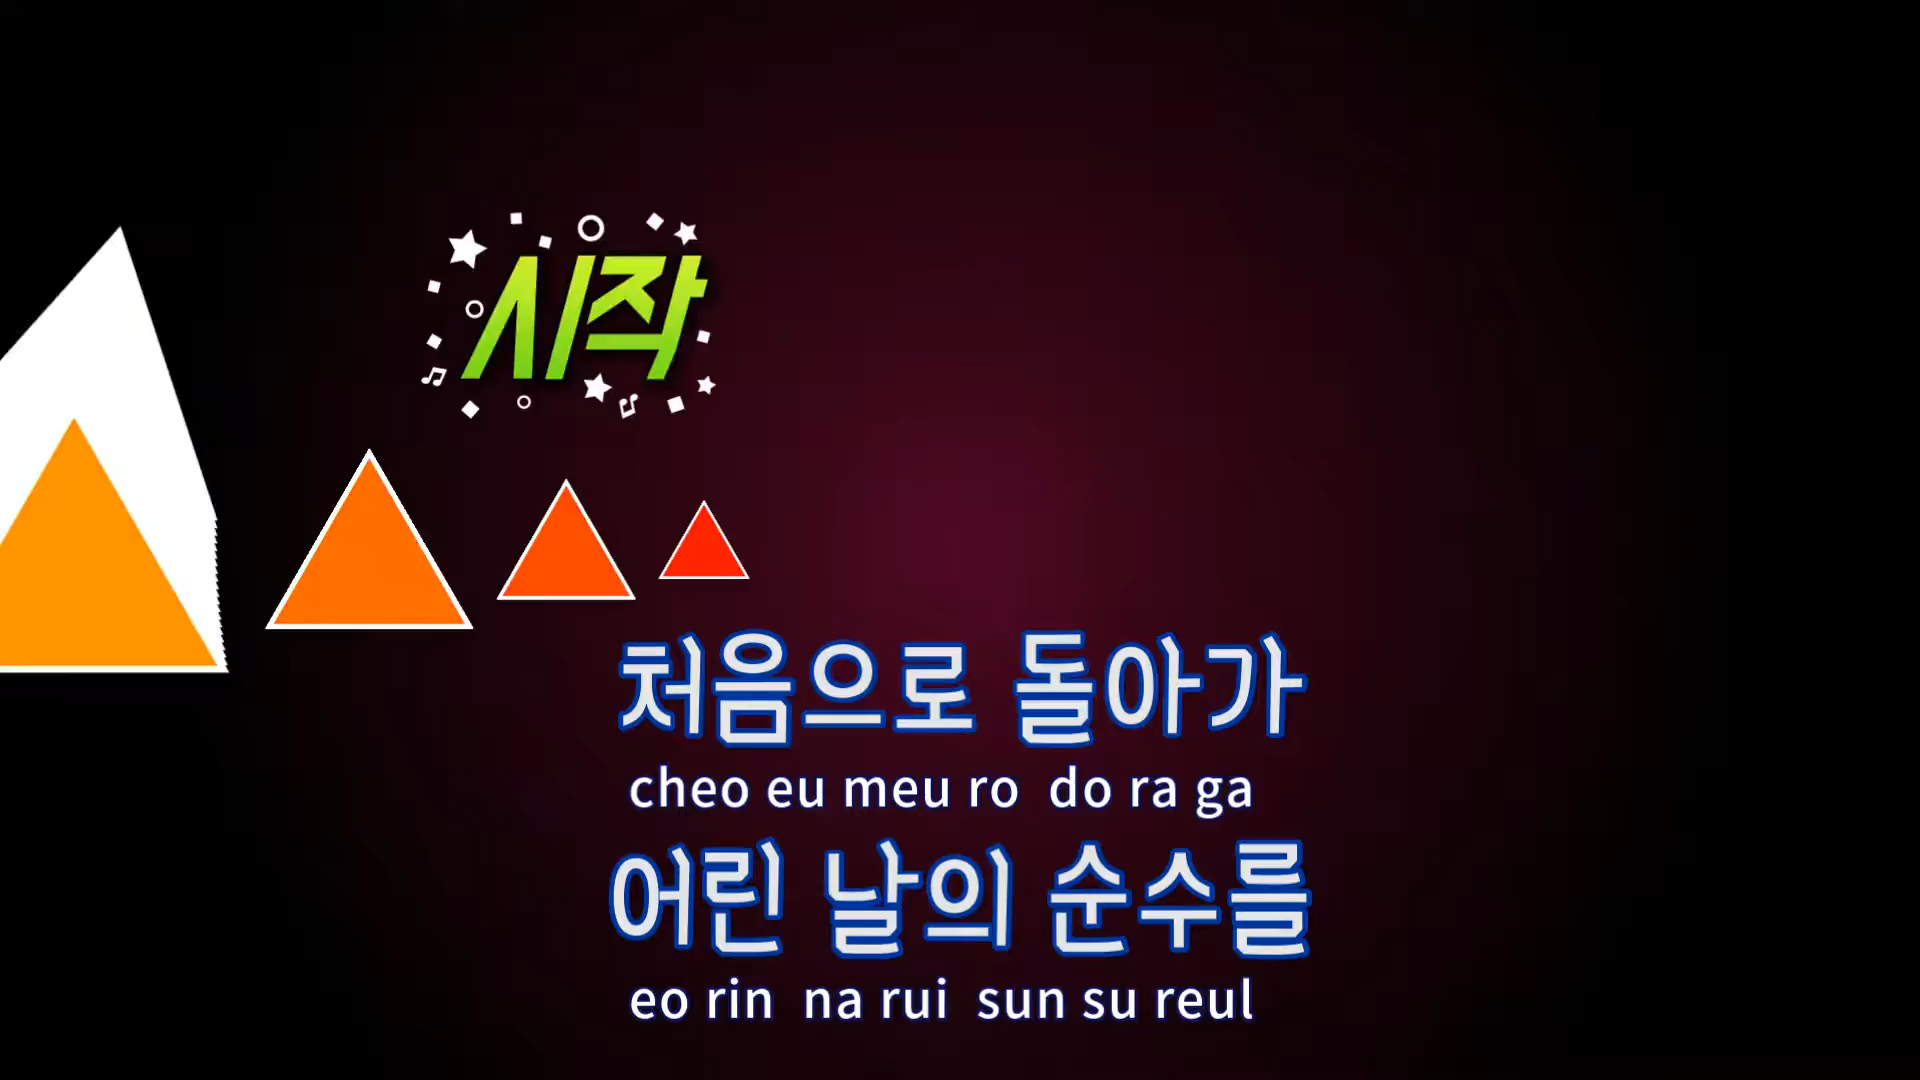 시작
처음으로 돌아가
cheo eu meu ro do ra ga
어린 날의 순수를
eo rin na rui sun su reul